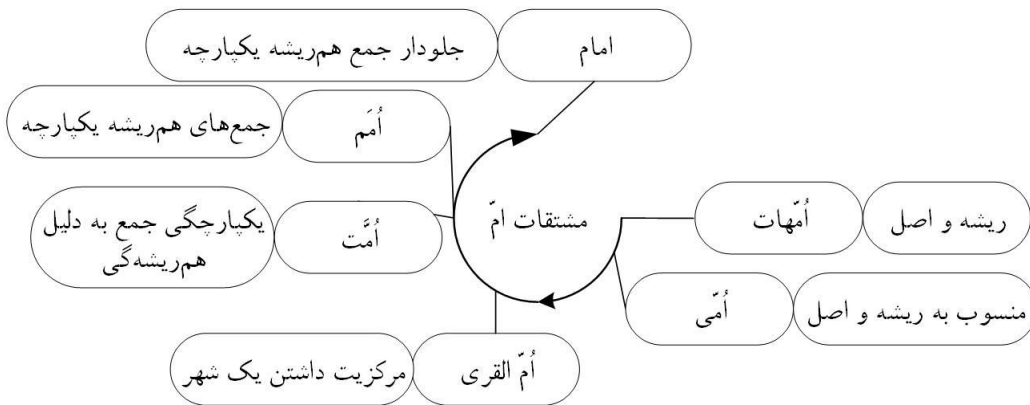 امام
جلودار جمع هم‌ریشه یکپارچه
اُمَم
جمع‌های هم‌ریشه یکپارچه
اُمَّت
یکپارچگی جمع به دلیل
هم‌ریشه‌گی
مشتقات امّ
اُمّهات
ریشه و اصل
اُمّی
منسوب به ریشه و اصل
اُمّ القری
مرکزیت داشتن یک شهر